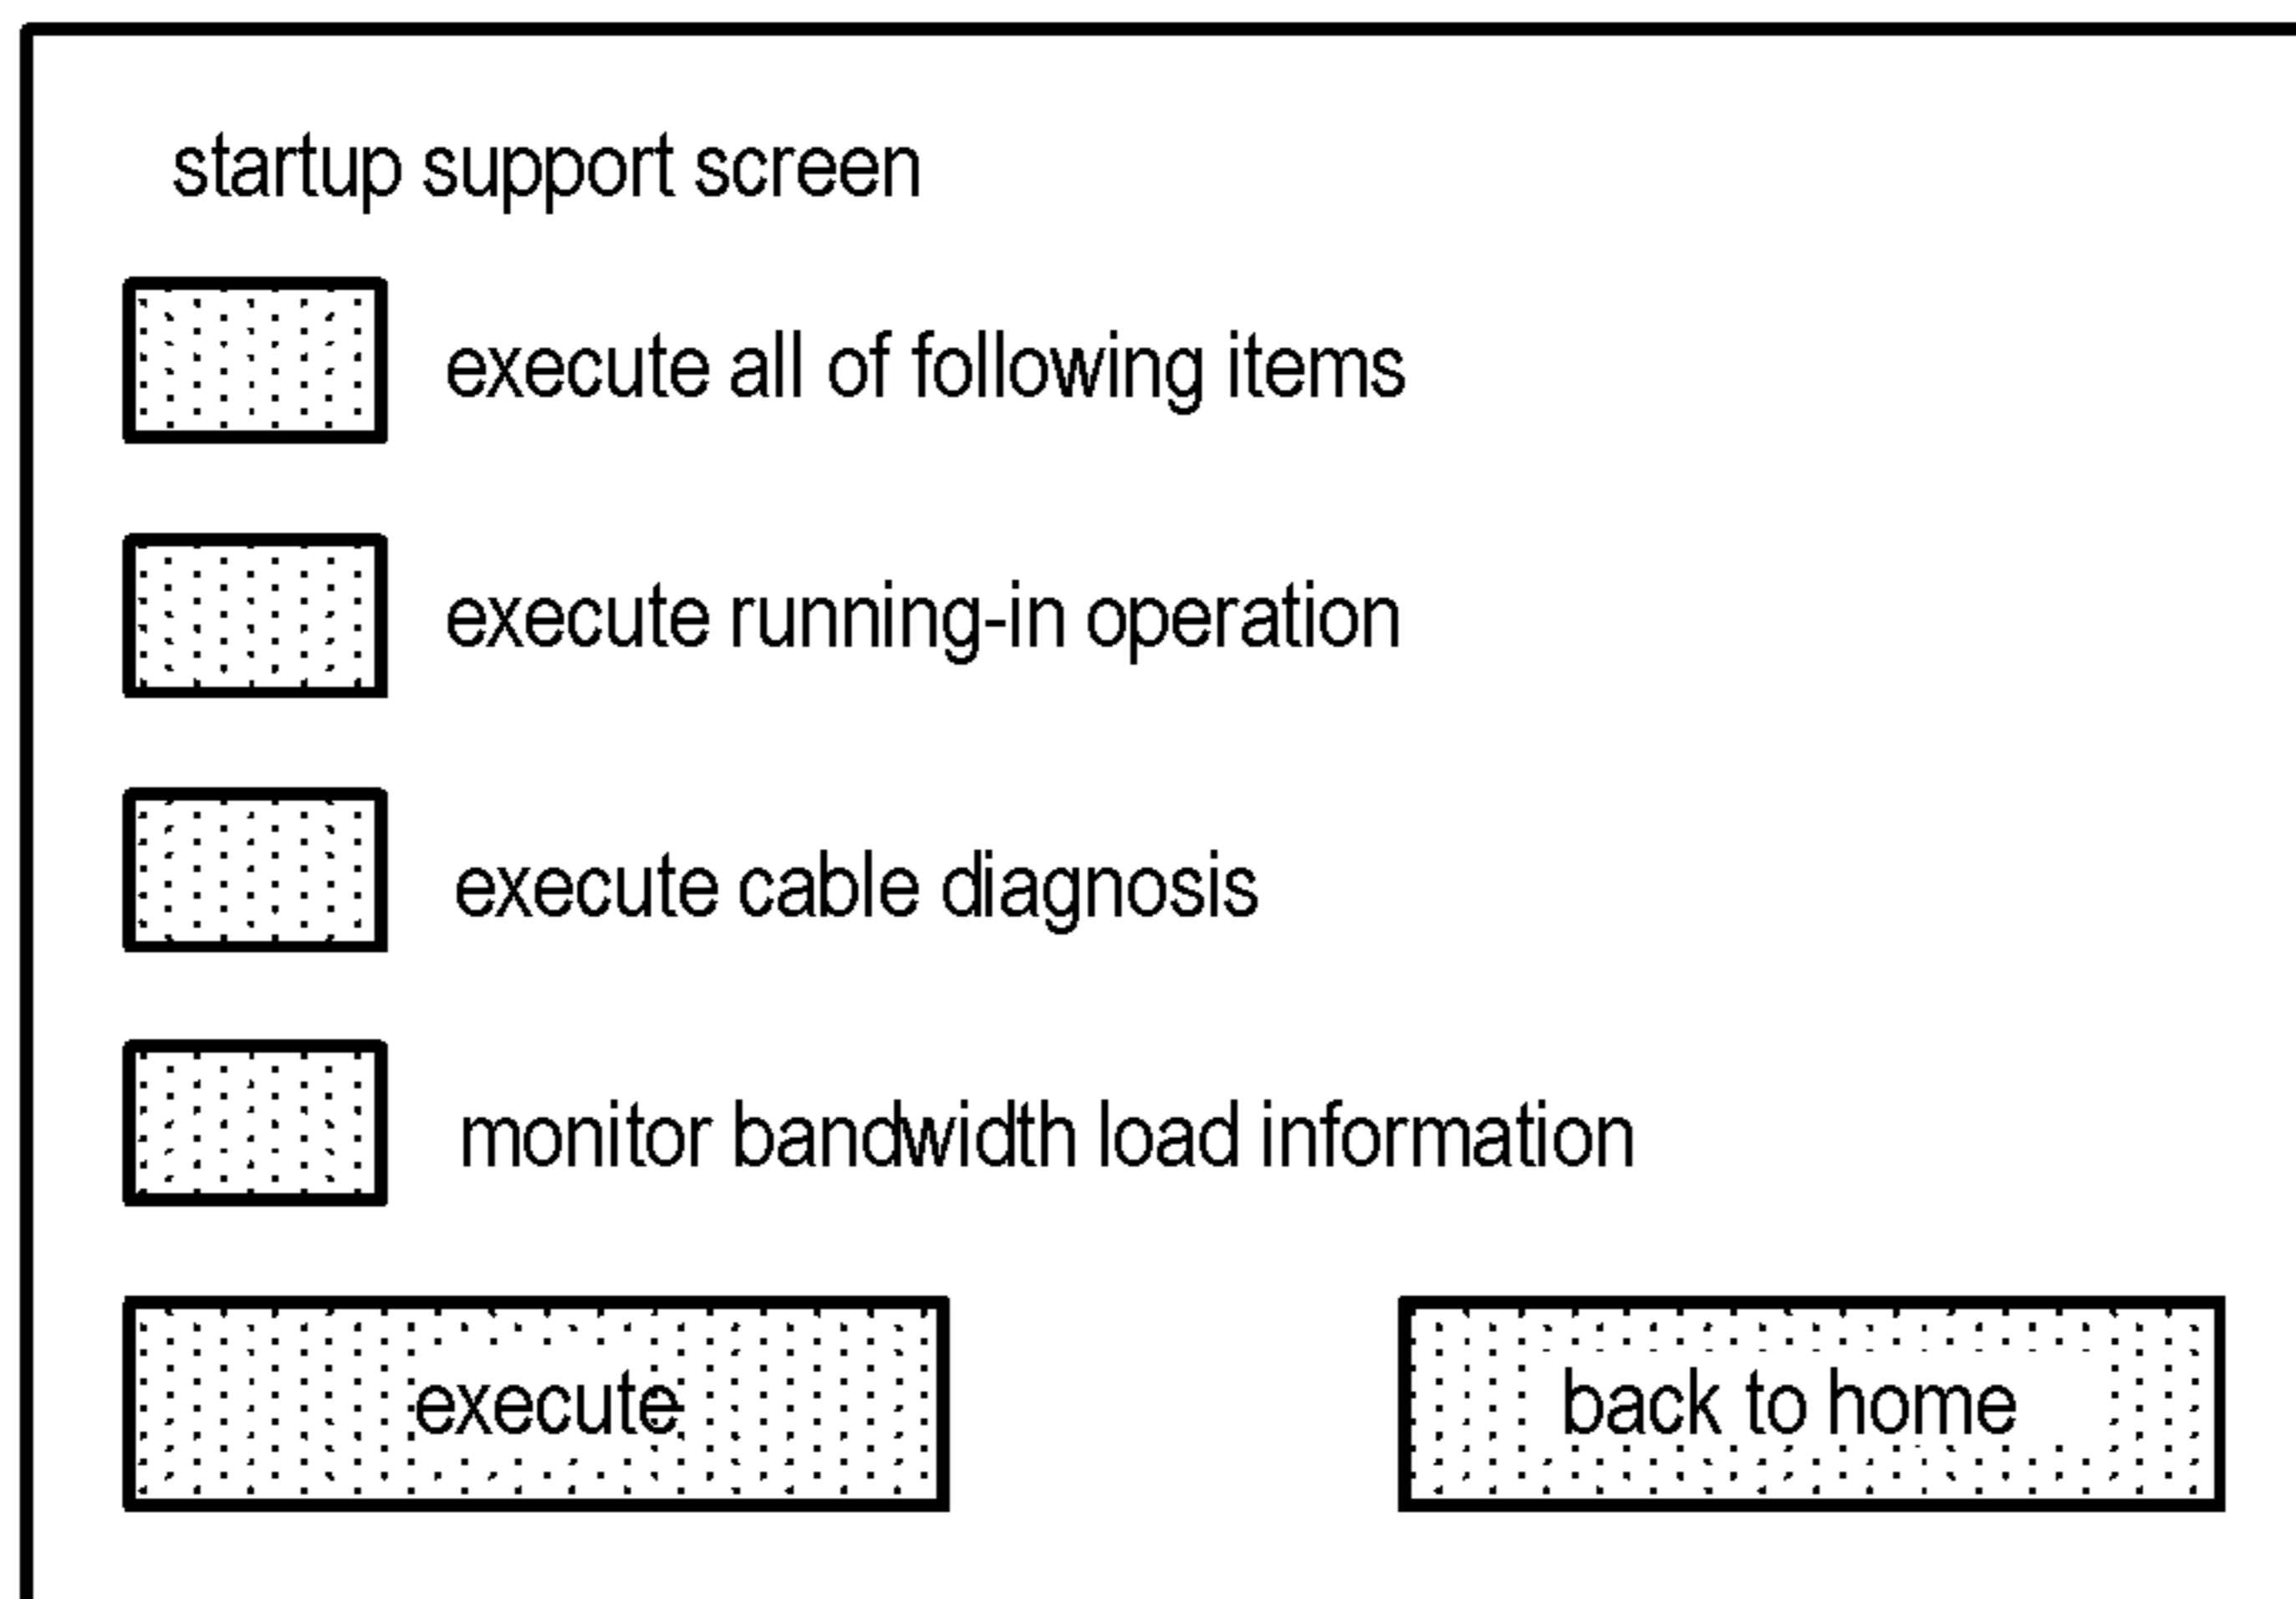 startup support screen
execute all of following items
execute running-in operation
execute cable diagnosis
monitor bandwidth load information
execute
back to home